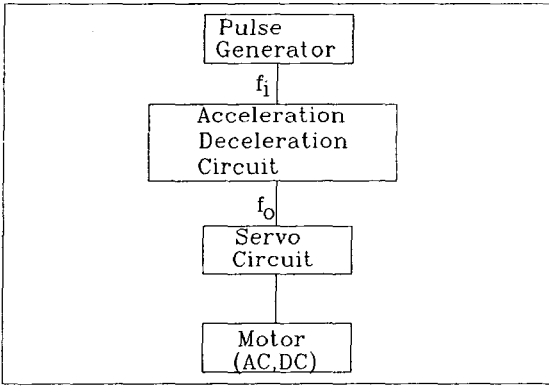 Pulse
Generator
fi
Acceleration
Deceleration
Circuit
fo
Servo
Circuit
Motor
(AC,DC)